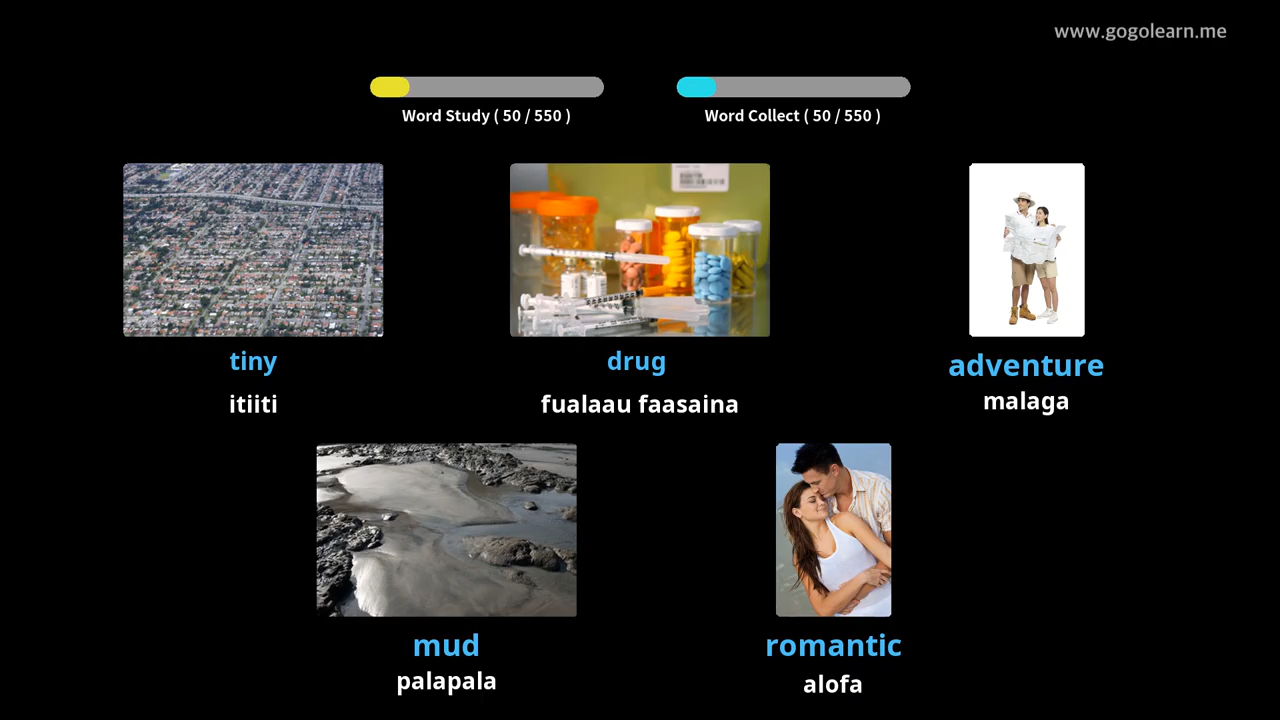 www.gogolearn.me
Word Study ( 50 / 550 )
Word Collect ( 50 / 550 )
tiny
itiiti
drug
fualaau faasaina
adventure
malaga
mud
palapala
romantic
alofa